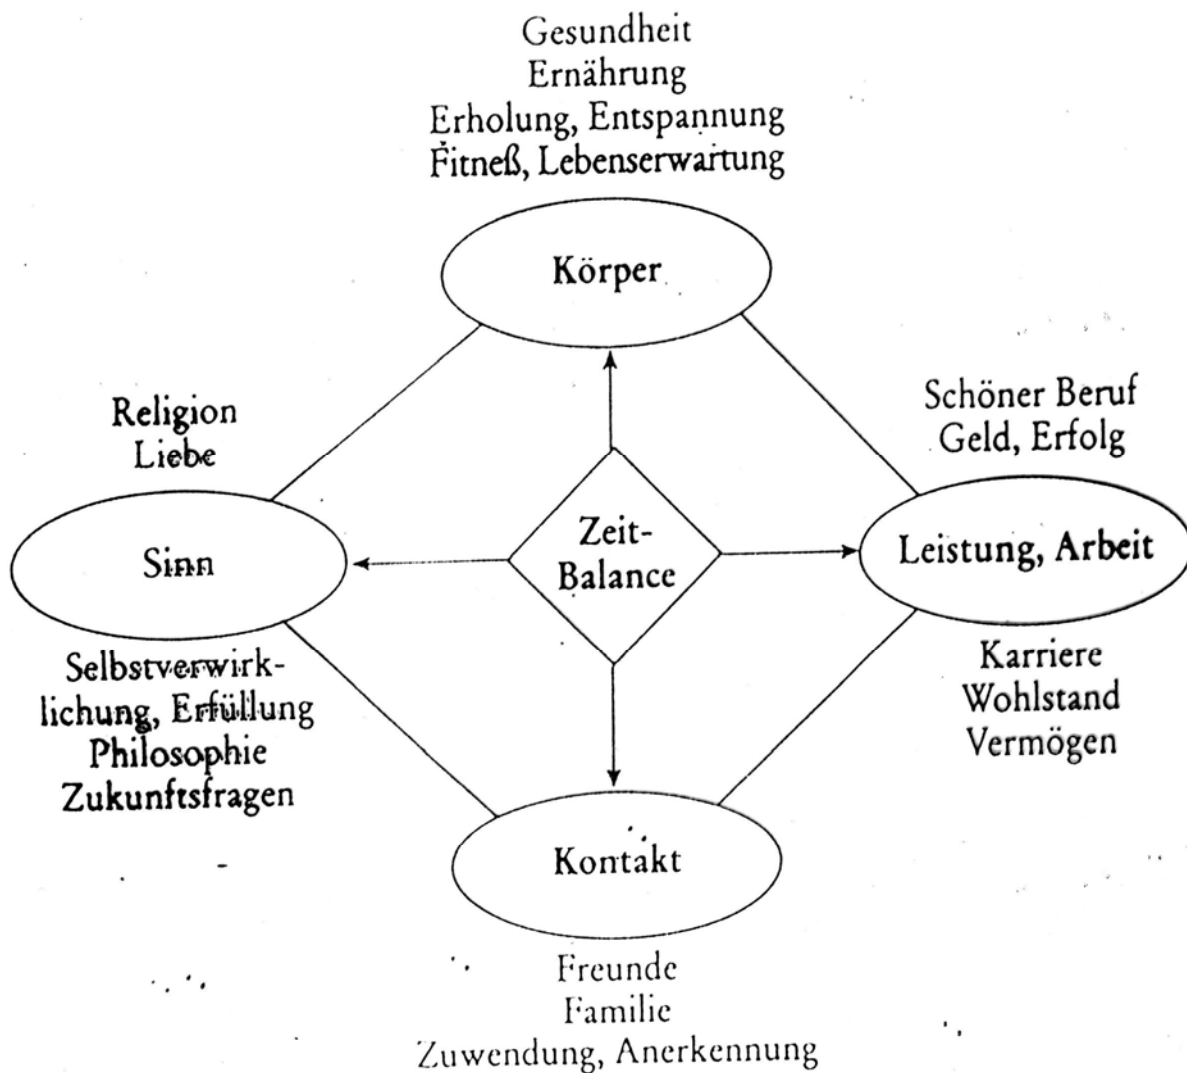 Gesundheit
Ernährung
Erholung, Entspannung
Fitneß, Lebenserwartung
Körper
Religion
Liebe
Schöner Beruf
Geld, Erfolg
Sinn
Zeit-
Balance
Leistung, Arbeit
Selbstverwirk-
lichung, Erfüllung
Philosophie
Zukunftsfragen
Karriere
Wohlstand
Vermögen
Kontakt
Freunde
Familie
Zuwendung, Anerkennung